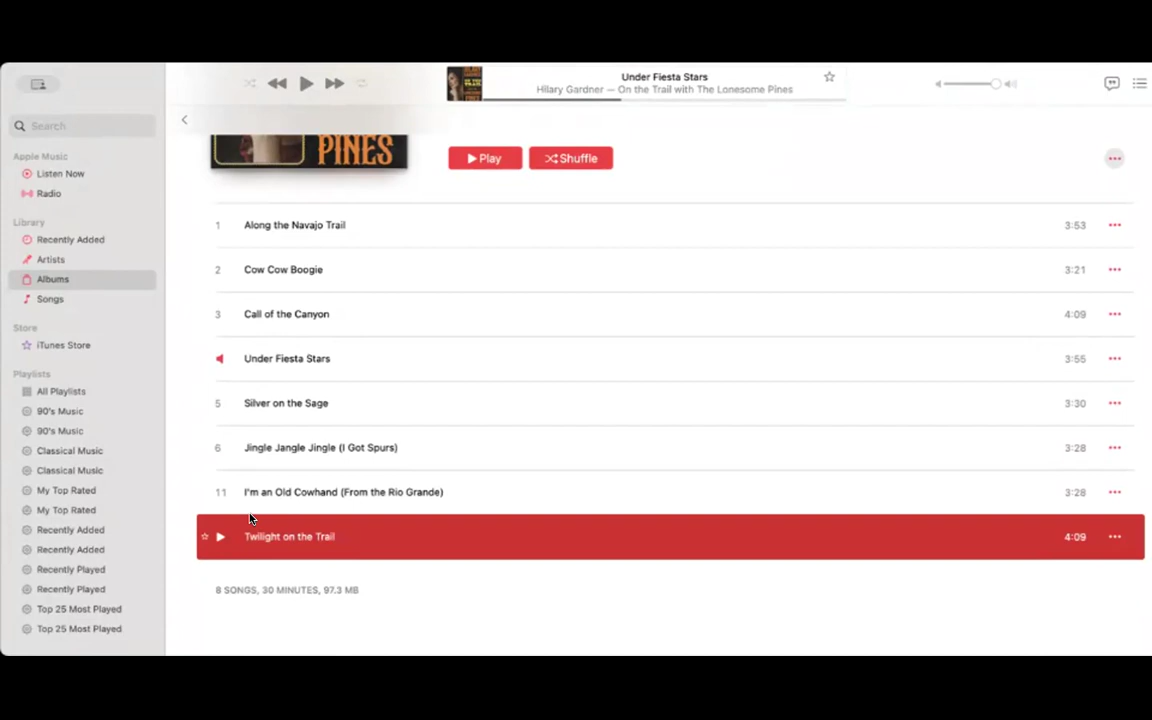 Under Fiesta Stars
Hilary Gardner — On the Trail with The Lonesome Pines
Search
Apple Music
Listen Now
Radio
Library
Recently Added
Artists
Albums
Songs
Store
iTunes Store
Playlists
All Playlists
90's Music
90's Music
Classical Music
Classical Music
My Top Rated
My Top Rated
Recently Added
Recently Added
Recently Played
Recently Played
Top 25 Most Played
Top 25 Most Played
PINES
Play Shuffle
1 Along the Navajo Trail 3:53
2 Cow Cow Boogie 3:21
3 Call of the Canyon 4:09
Under Fiesta Stars 3:55
5 Silver on the Sage 3:30
6 Jingle Jangle Jingle (I Got Spurs) 3:28
11 I'm an Old Cowhand (From the Rio Grande) 3:28
Twilight on the Trail 4:09
8 SONGS, 30 MINUTES, 97.3 MB